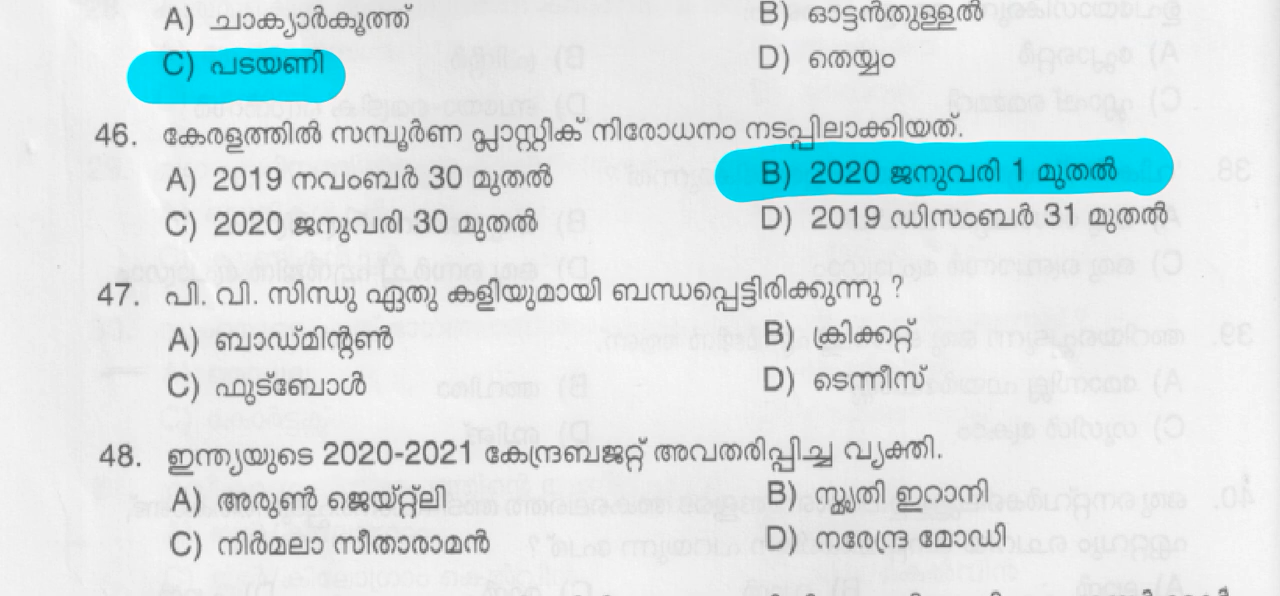 A) ചാക്യാർകൂത്ത് B) ഓട്ടൻതുള്ളൽ
C) പടയണി D) തെയ്യം
46. കേരളത്തിൽ സമ്പൂർണ പ്ലാസ്റ്റിക് നിരോധനം നടപ്പിലാക്കിയത്.
A) 2019 നവംബർ 30 മുതൽ B) 2020 ജനുവരി 1 മുതൽ
C) 2020 ജനുവരി 30 മുതൽ D) 2019 ഡിസംബർ 31 മുതൽ
47. പി. വി. സിന്ധു ഏതു കളിയുമായി ബന്ധപ്പെട്ടിരിക്കുന്നു ?
A) ബാഡ്മിന്റൺ B) ക്രിക്കറ്റ്
C) ഫുട്ബോൾ D) ടെന്നീസ്
48. ഇന്ത്യയുടെ 2020-2021 കേന്ദ്രബജറ്റ് അവതരിപ്പിച്ച വ്യക്തി.
A) അരുൺ ജെയ്റ്റ്ലി B) സ്മൃതി ഇറാനി
C) നിർമലാ സീതാരാമൻ D) നരേന്ദ്ര മോഡി